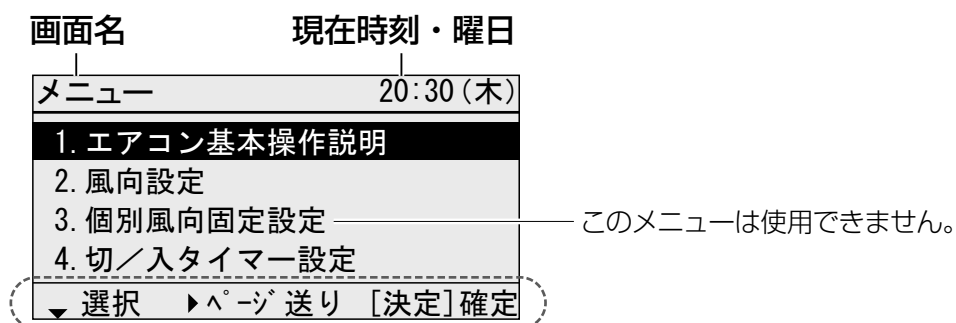 画面名 現在時刻・曜日
メニュー 20:30(木)
1.エアコン基本操作説明
2.風向設定
3.個別風向固定設定 このメニューは使用できません。
4.切／入タイマー設定
選択 ﾍﾟｰｼﾞ送り [決定]確定